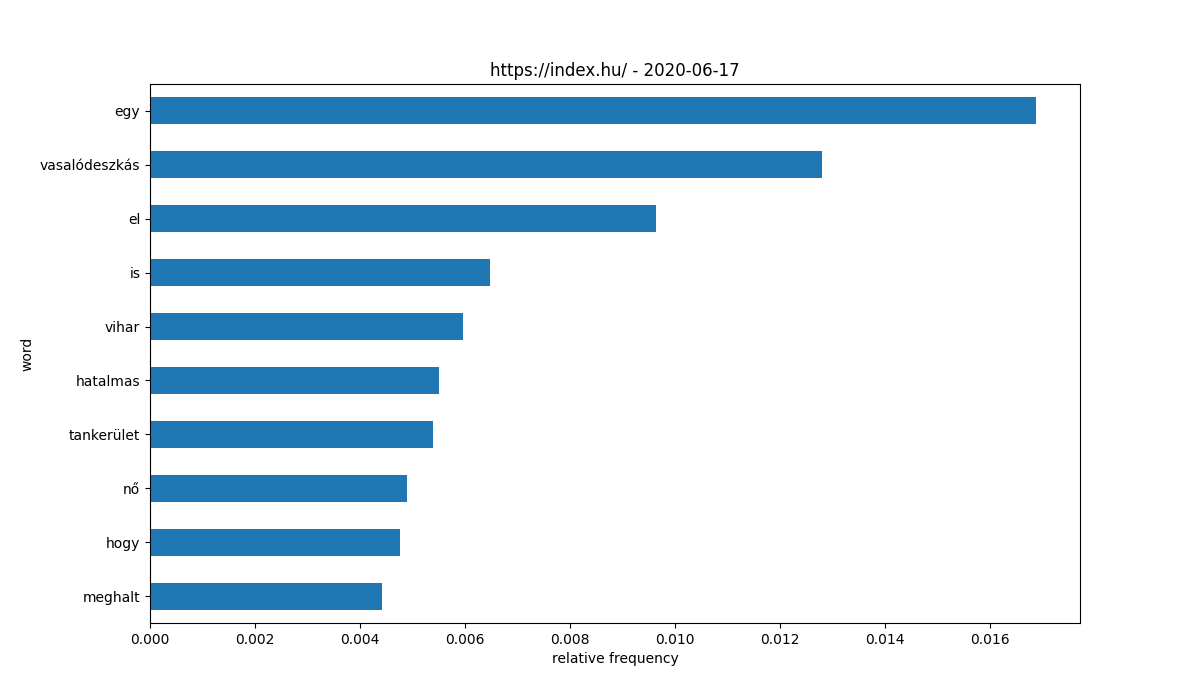 https://index.hu/ - 2020-06-17
egy
vasalódeszkás
el
is
vihar
hatalmas
tankerület
nő
hogy
meghalt
word
0.000 0.002 0.004 0.006 0.008 0.010 0.012 0.014 0.016
relative frequency